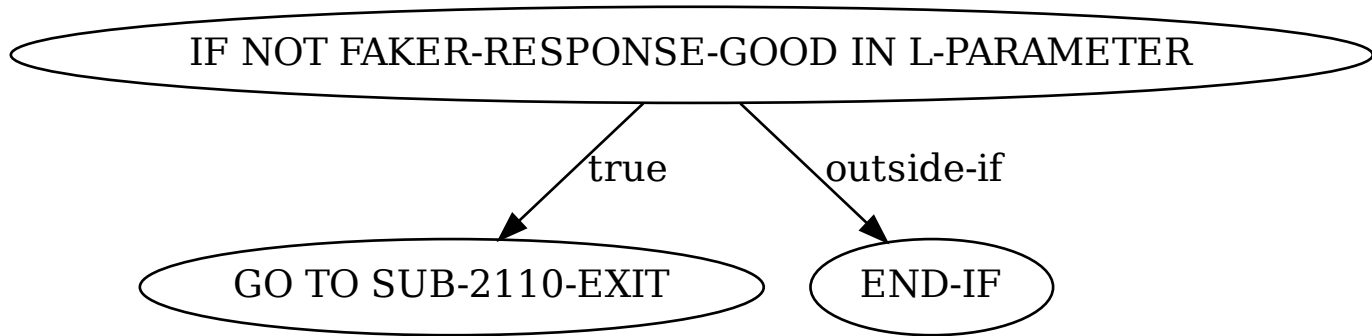 IF NOT FAKER-RESPONSE-GOOD IN L-PARAMETER
true
outside-if
GO TO SUB-2110-EXIT
END-IF